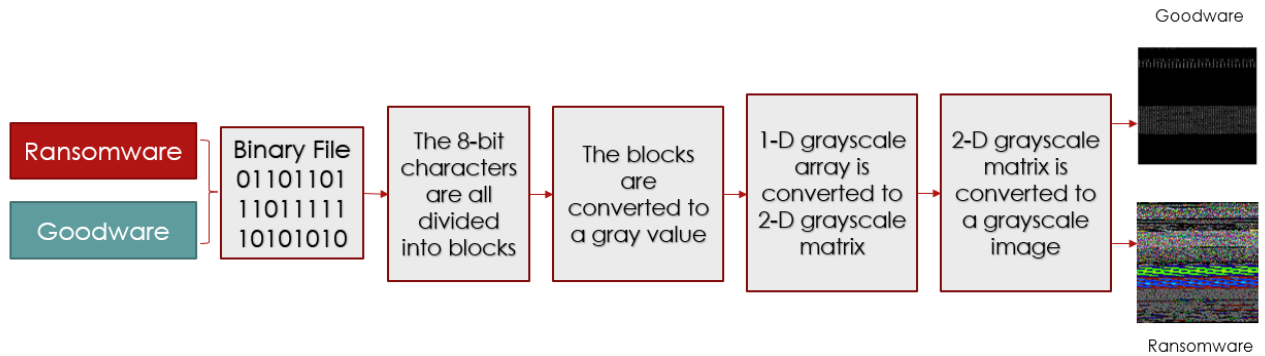 Ransomware
Goodware
Binary File
01101101
11011111
10101010
The 8-bit
characters
are all
divided
into blocks
The blocks
are
converted to
a gray value
1-D grayscale
array is
converted to
2-D grayscale
matrix
2-D grayscale
matrix is
converted to
a grayscale
image
Goodware
Ransomware